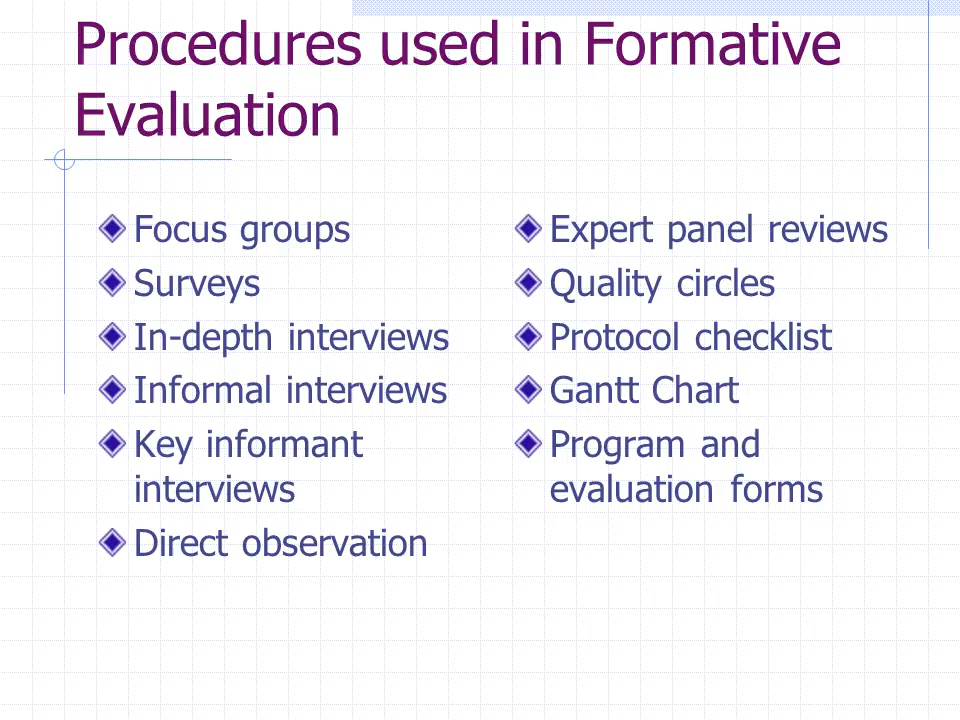 Procedures used in Formative
Evaluation
Focus groups
Surveys
In-depth interviews
Informal interviews
Key informant
interviews
Direct observation
Expert panel reviews
Quality circles
Protocol checklist
Gantt Chart
Program and
evaluation forms